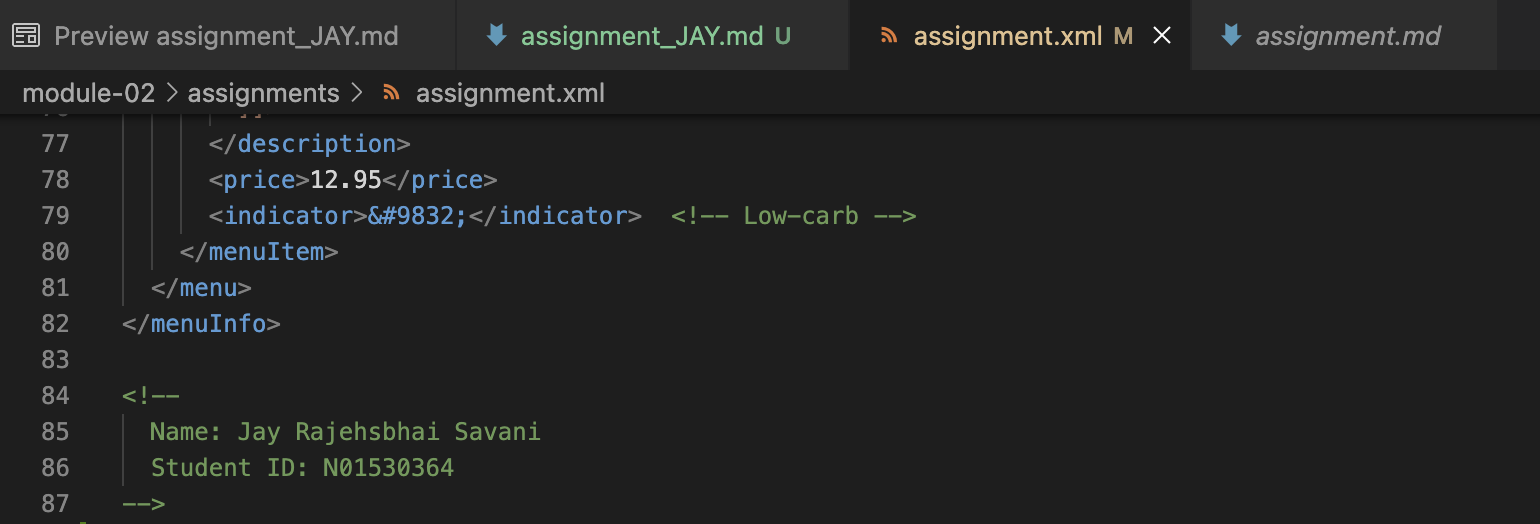 Preview assignment_JAY.md assignment_JAY.md U assignment.xml M assignment.md
module-02 > assignments > assignment.xml
77 </description>
78 <price>12.95</price>
79 <indicator>&#9832;</indicator> <!-- Low-carb -->
80 </menuItem>
81 </menu>
82 </menuInfo>
83
84 <!--
85 Name: Jay Rajehsbhai Savani
86 Student ID: N01530364
87 -->